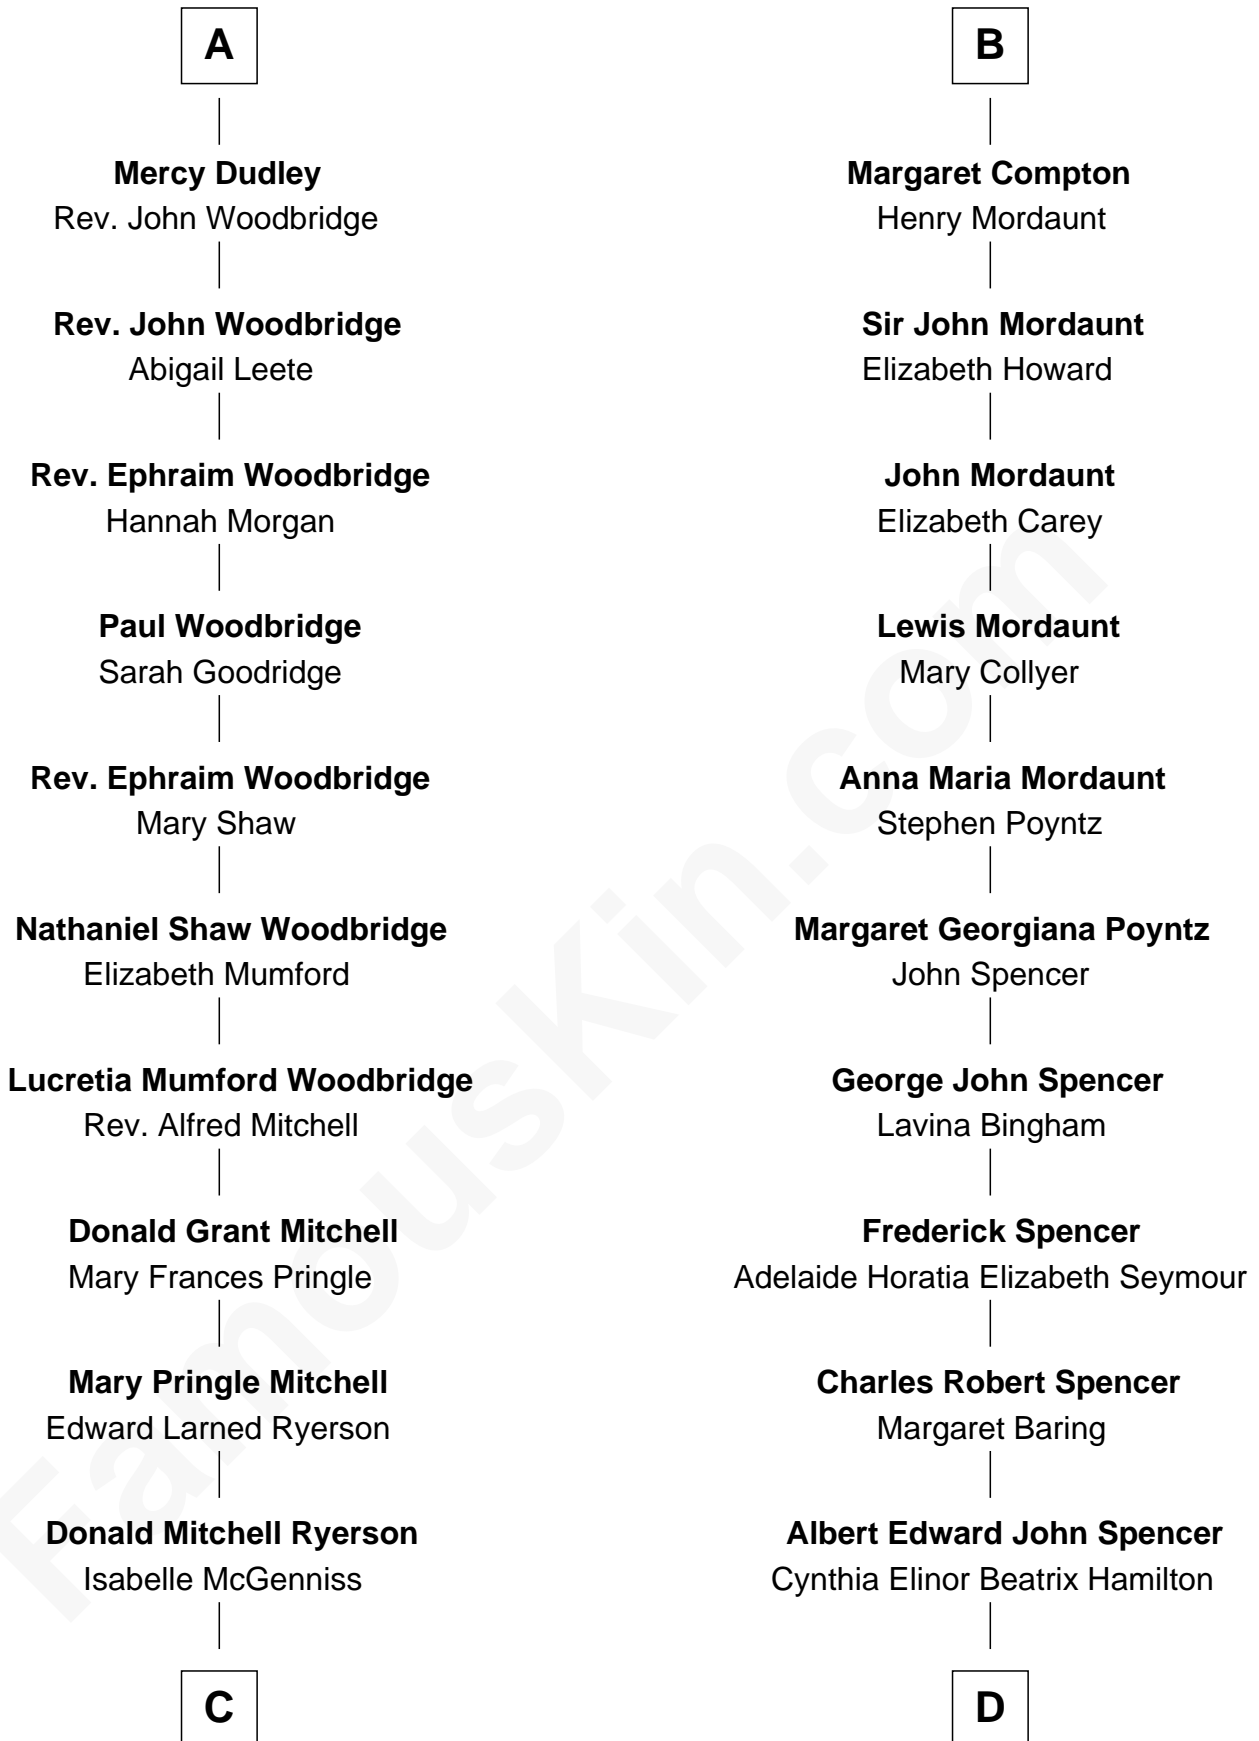 A
Mercy Dudley
Rev. John Woodbridge
Rev. John Woodbridge
Abigail Leete
Rev. Ephraim Woodbridge
Hannah Morgan
Paul Woodbridge
Sarah Goodridge
Rev. Ephraim Woodbridge
Mary Shaw
Nathaniel Shaw Woodbridge
Elizabeth Mumford
Lucretia Mumford Woodbridge
Rev. Alfred Mitchell
Donald Grant Mitchell
Mary Frances Pringle
Mary Pringle Mitchell
Edward Larned Ryerson
Donald Mitchell Ryerson
Isabelle McGenniss
C
B
Margaret Compton
Henry Mordaunt
Sir John Mordaunt
Elizabeth Howard
John Mordaunt
Elizabeth Carey
Lewis Mordaunt
Mary Collyer
Anna Maria Mordaunt
Stephen Poyntz
Margaret Georgiana Poyntz
John Spencer
George John Spencer
Lavina Bingham
Frederick Spencer
Adelaide Horatia Elizabeth Seymour
Charles Robert Spencer
Margaret Baring
Albert Edward John Spencer
Cynthia Elinor Beatrix Hamilton
D
FamousKin.com